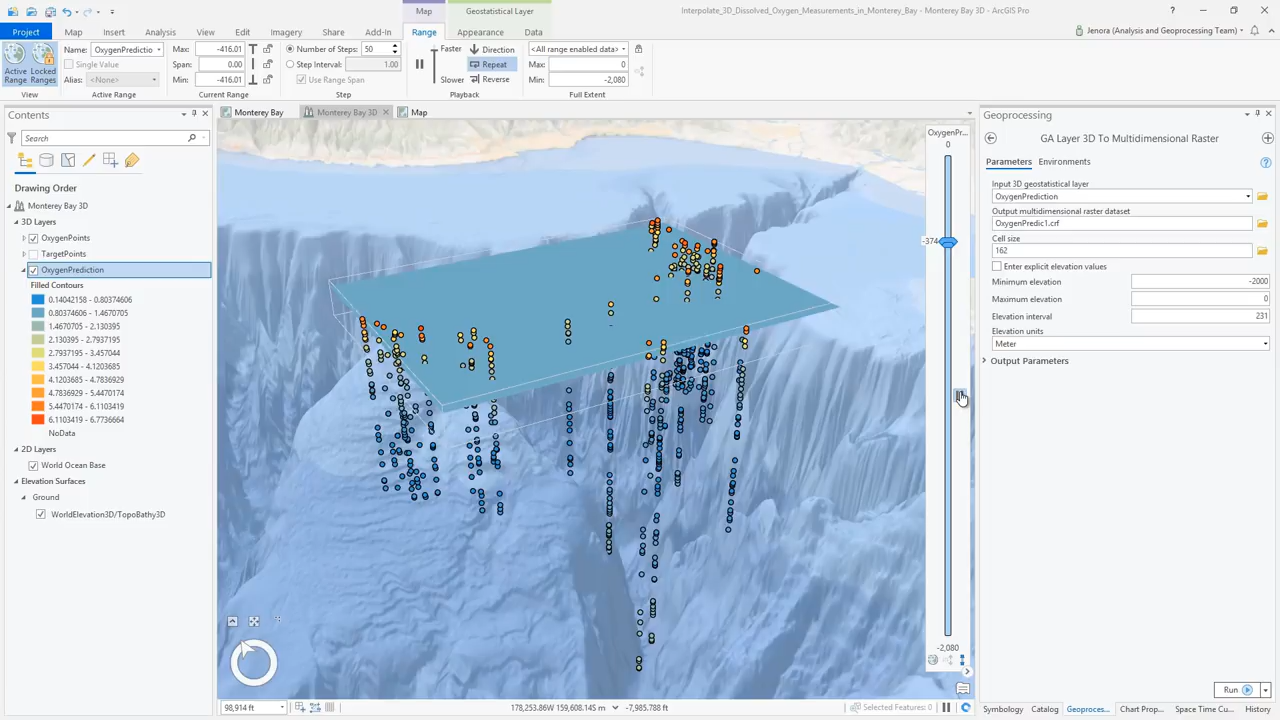 Map
Geostatistical Layer
Interpolate_3D_Dissolved_Oxygen_Measurements_in_Monterey_Bay - Monterey Bay 3D - ArcGIS Pro
Project Map Insert Analysis View Edit Imagery Share Add-In Range Appearance Data
Jenora (Analysis and Geoprocessing Team)
Name: OxygenPredictio Max: -416.01 Number of Steps: 50 Faster Direction <All range enabled data>
Active Range
Locked Ranges
Single Value Span: 0.00 Step Interval: 1.00 Repeat Max: 0
Alias: <None> Min: -416.01 Use Range Span Slower Reverse Min: -2,080
View Active Range Current Range Step Playback Full Extent
Contents
Search
Drawing Order
Monterey Bay 3D
3D Layers
OxygenPoints
TargetPoints
OxygenPrediction
Filled Contours
0.14042158 - 0.80374606
0.80374606 - 1.4670705
1.4670705 - 2.130395
2.130395 - 2.7937195
2.7937195 - 3.457044
3.457044 - 4.1203685
4.1203685 - 4.7836929
4.7836929 - 5.4470174
5.4470174 - 6.1103419
6.1103419 - 6.7736664
NoData
2D Layers
World Ocean Base
Elevation Surfaces
Ground
WorldElevation3D/TopoBathy3D
Monterey Bay Monterey Bay 3D Map
OxygenPr...
0
-374
-2,080
98,914 ft
178,253.86W 159,608.14S m
-7,985.788 ft
Selected Features: 0
Geoprocessing
GA Layer 3D To Multidimensional Raster
Parameters Environments
Input 3D geostatistical layer
OxygenPrediction
Output multidimensional raster dataset
OxygenPredic1.crf
Cell size
162
Enter explicit elevation values
Minimum elevation -2000
Maximum elevation 0
Elevation interval 231
Elevation units
Meter
Output Parameters
Run
Symbology Catalog Geoproces... Chart Prop... Space Time Cu... History